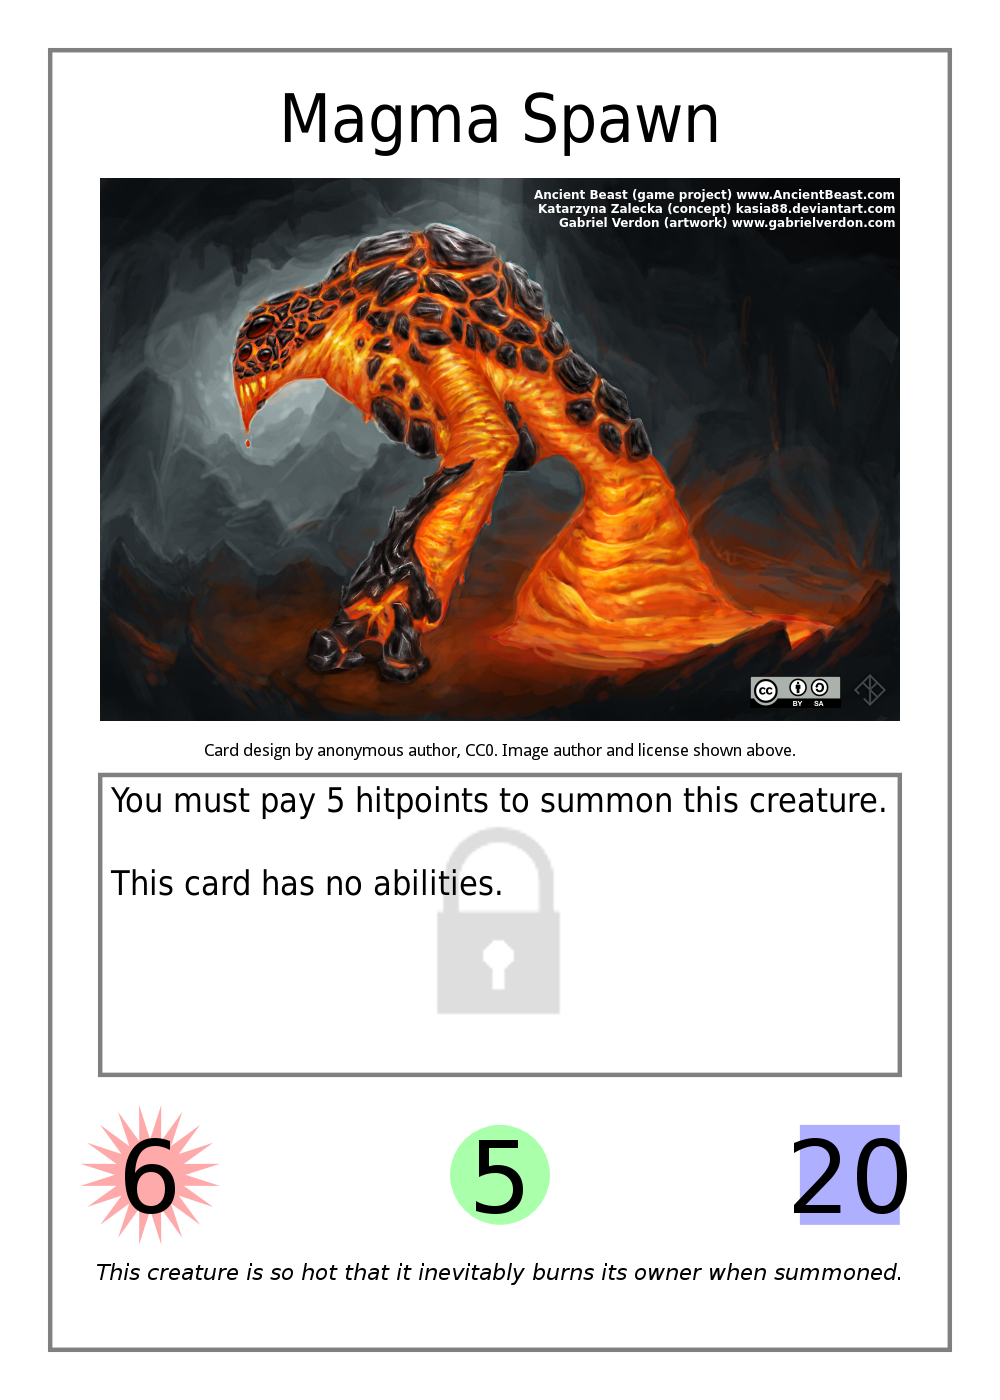 Magma Spawn
Ancient Beast (game project) www.AncientBeast.com
Katarzyna Zalecka (concept) kasia88.deviantart.com
Gabriel Verdon (artwork) www.gabrielverdon.com
cc
BY SA
Card design by anonymous author, CC0. Image author and license shown above.
You must pay 5 hitpoints to summon this creature.
This card has no abilities.
6 5 20
This creature is so hot that it inevitably burns its owner when summoned.